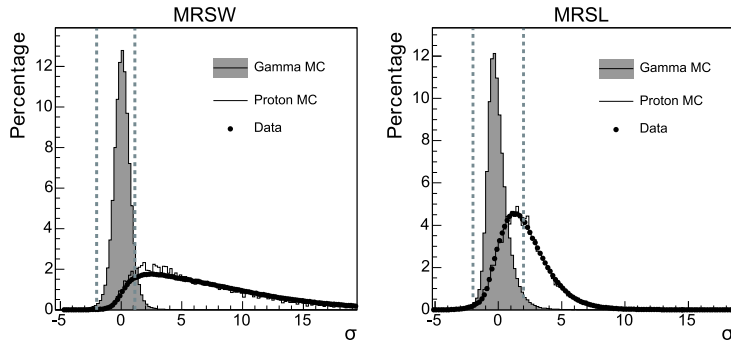 MRSW
Percentage
12
10
8
6
4
2
0
-5 0 5 10 15
σ
Gamma MC
Proton MC
Data
MRSL
Percentage
12
10
8
6
4
2
0
-5 0 5 10 15
σ
Gamma MC
Proton MC
Data